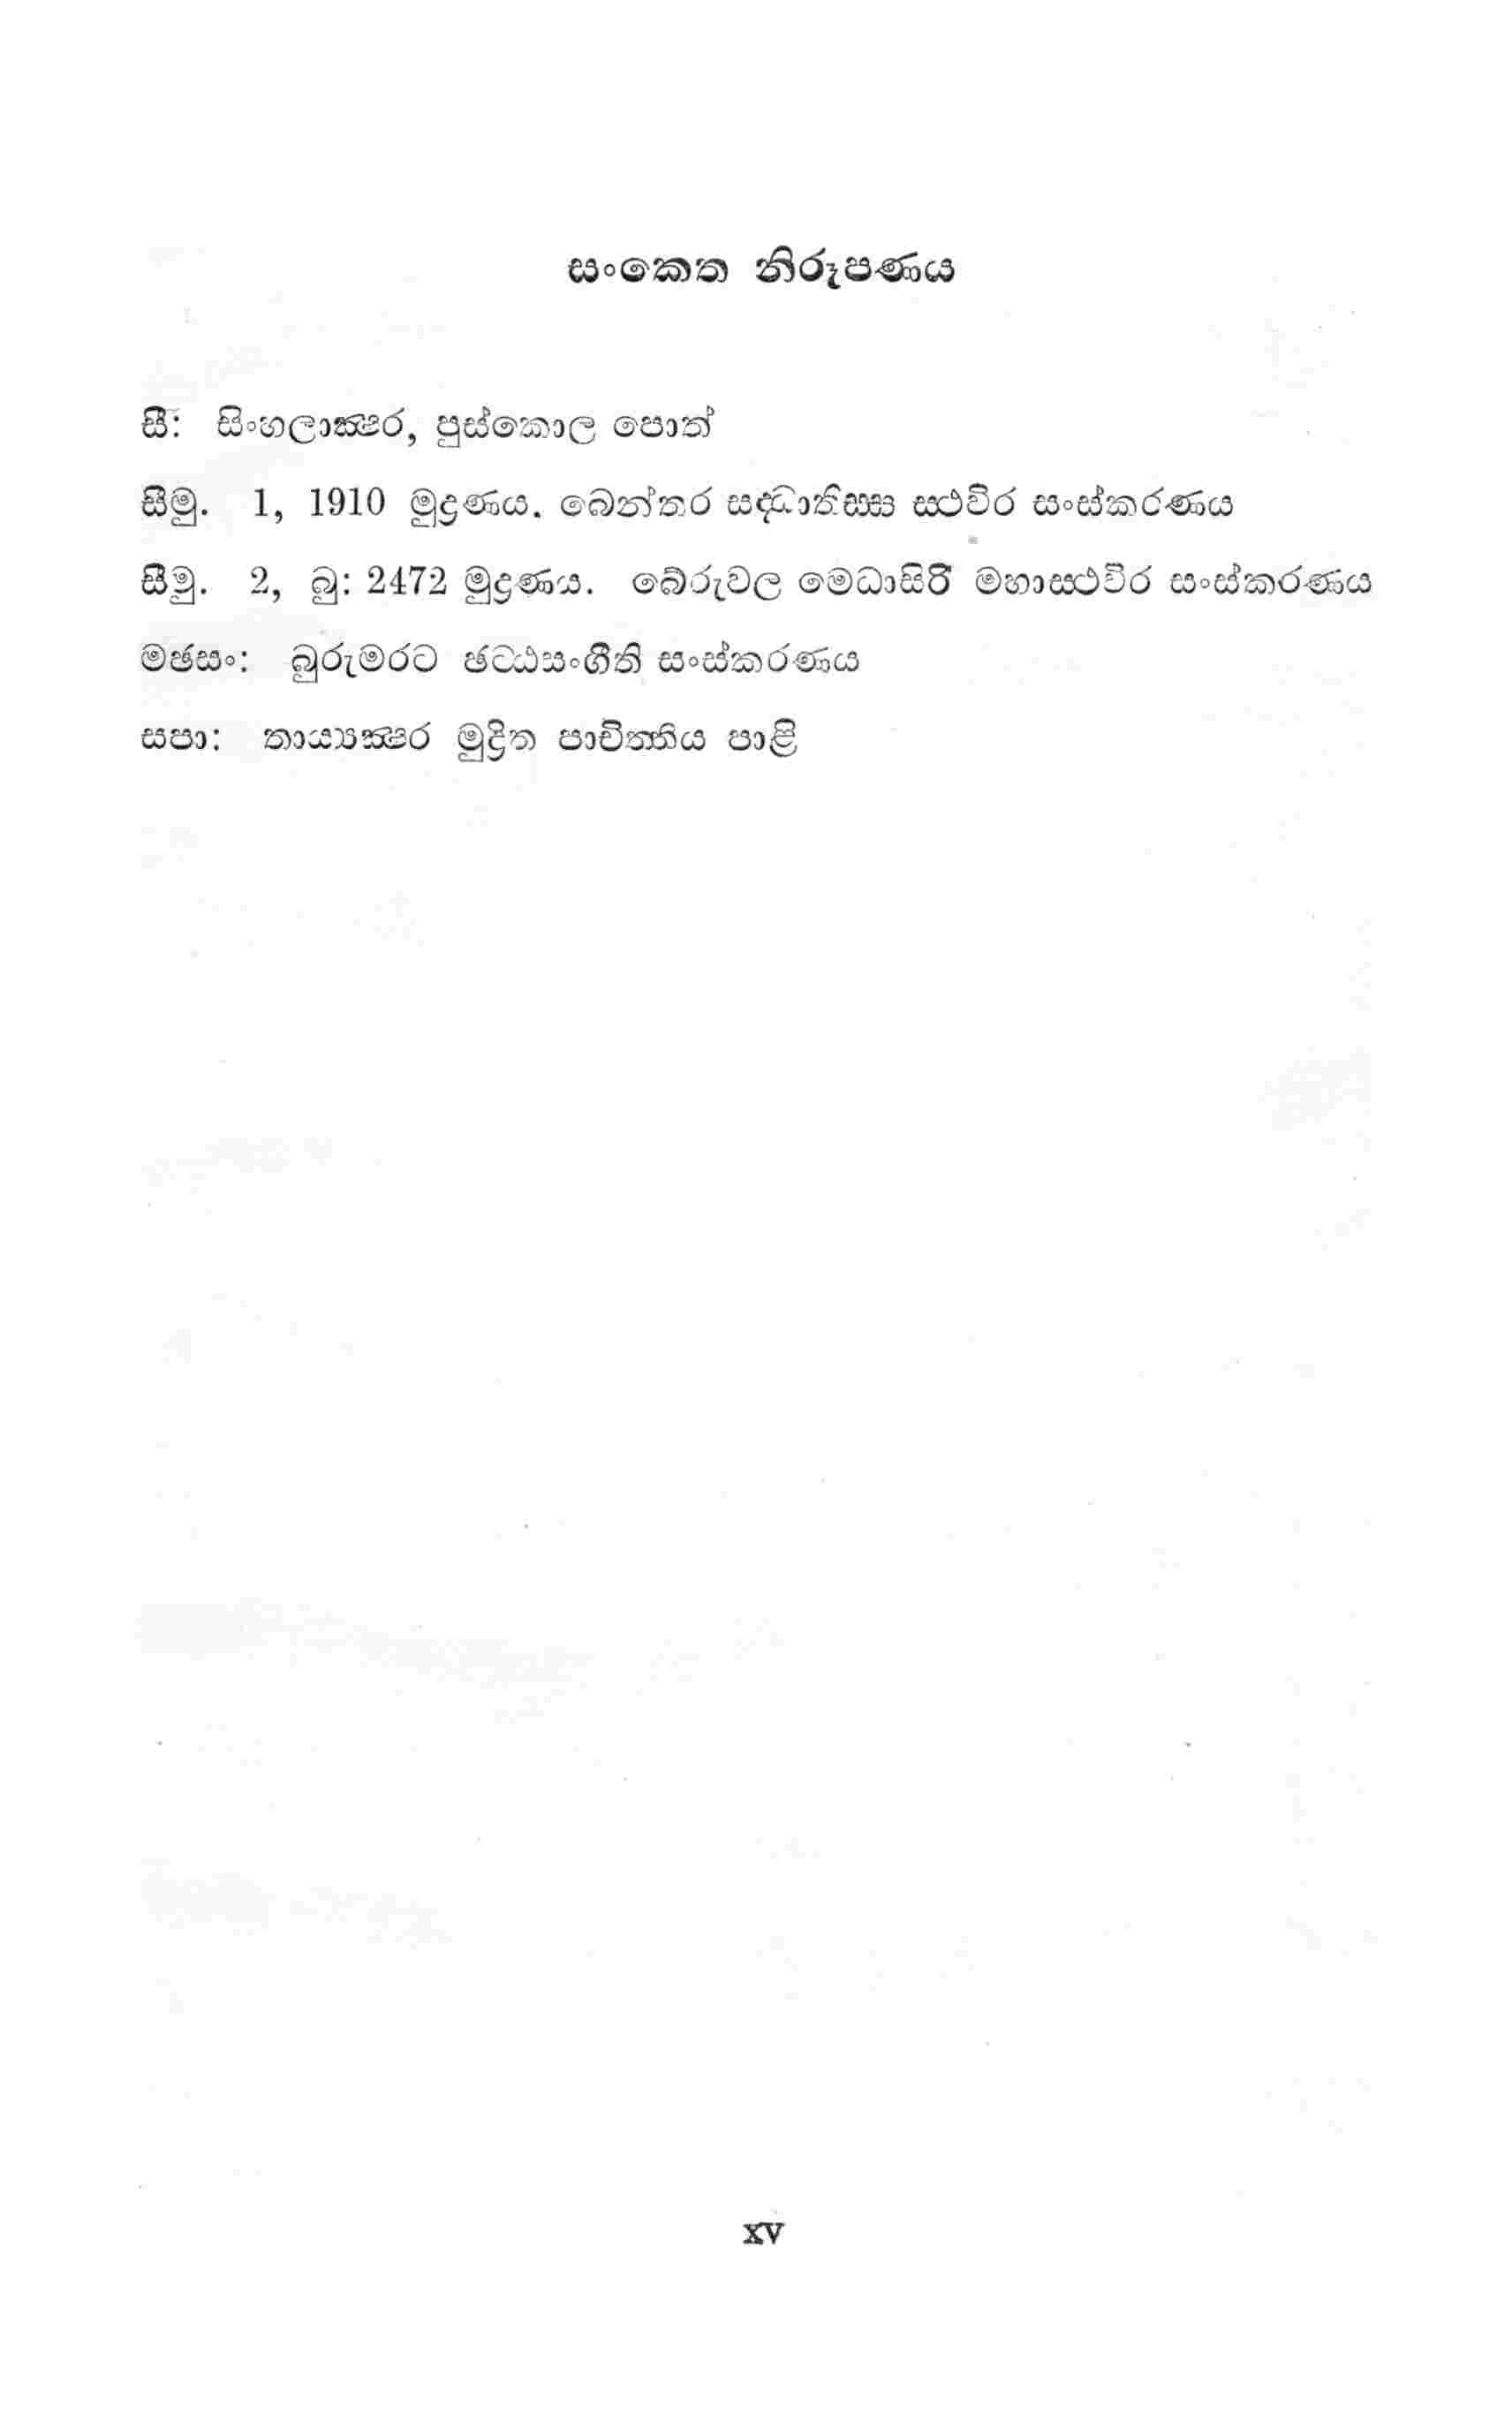 සංකෙත නිරූපණය
සී: සිංහලාක්‍ෂර, පුස්කොල පොත්
සීමු. 1, 1910 මුද්‍රණය. බෙන්තර සද්‍ධාතිස්‍ස ස්‍ථවිර සංස්කරණය
සීමු. 2, බු: 2472 මුද්‍රණය. බේරුවල මෙධාසිරි මහාස්‍ථවිර සංස්කරණය
මඡසං: බුරුමරට ඡට්ඨසංගීති සංස්කරණය
සපා: තාය්‍යක්‍ෂර මුද්‍රිත පාචිත්තිය පාළි
xv